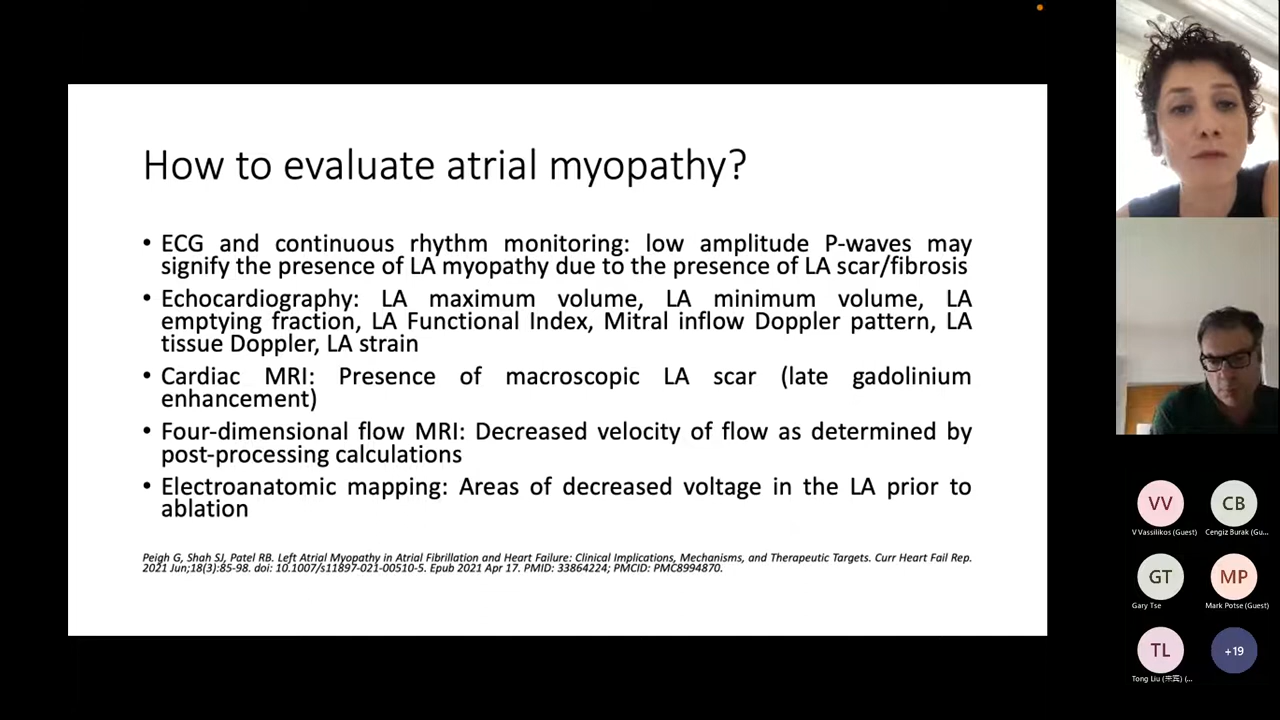 How to evaluate atrial myopathy?
• ECG and continuous rhythm monitoring: low amplitude P-waves may
signify the presence of LA myopathy due to the presence of LA scar/fibrosis
• Echocardiography: LA maximum volume, LA minimum volume, LA
emptying fraction, LA Functional Index, Mitral inflow Doppler pattern, LA
tissue Doppler, LA strain
• Cardiac MRI: Presence of macroscopic LA scar (late gadolinium
enhancement)
• Four-dimensional flow MRI: Decreased velocity of flow as determined by
post-processing calculations
• Electroanatomic mapping: Areas of decreased voltage in the LA prior to
ablation
Peigh G, Shah SJ, Patel RB. Left Atrial Myopathy in Atrial Fibrillation and Heart Failure: Clinical Implications, Mechanisms, and Therapeutic Targets. Curr Heart Fail Rep.
2021 Jun;18(3):85-98. doi: 10.1007/s11897-021-00510-5. Epub 2021 Apr 17. PMID: 33864224; PMCID: PMC8994870.
VV CB
V Vassilikos (Guest) Cengiz Burak (Gu...
GT MP
Gary Tse Mark Potse (Guest)
TL +19
Tong Liu (...